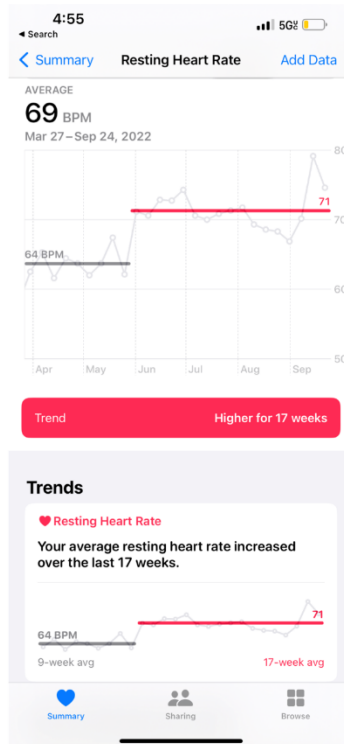 4:55
5G
◀ Search
Summary
Resting Heart Rate
Add Data
AVERAGE
69 BPM
Mar 27–Sep 24, 2022
80
71
70
64 BPM
60
50
Apr May Jun Jul Aug Sep
Trend
Higher for 17 weeks
Trends
Resting Heart Rate
Your average resting heart rate increased
over the last 17 weeks.
71
64 BPM
9-week avg
17-week avg
Summary
Sharing
Browse